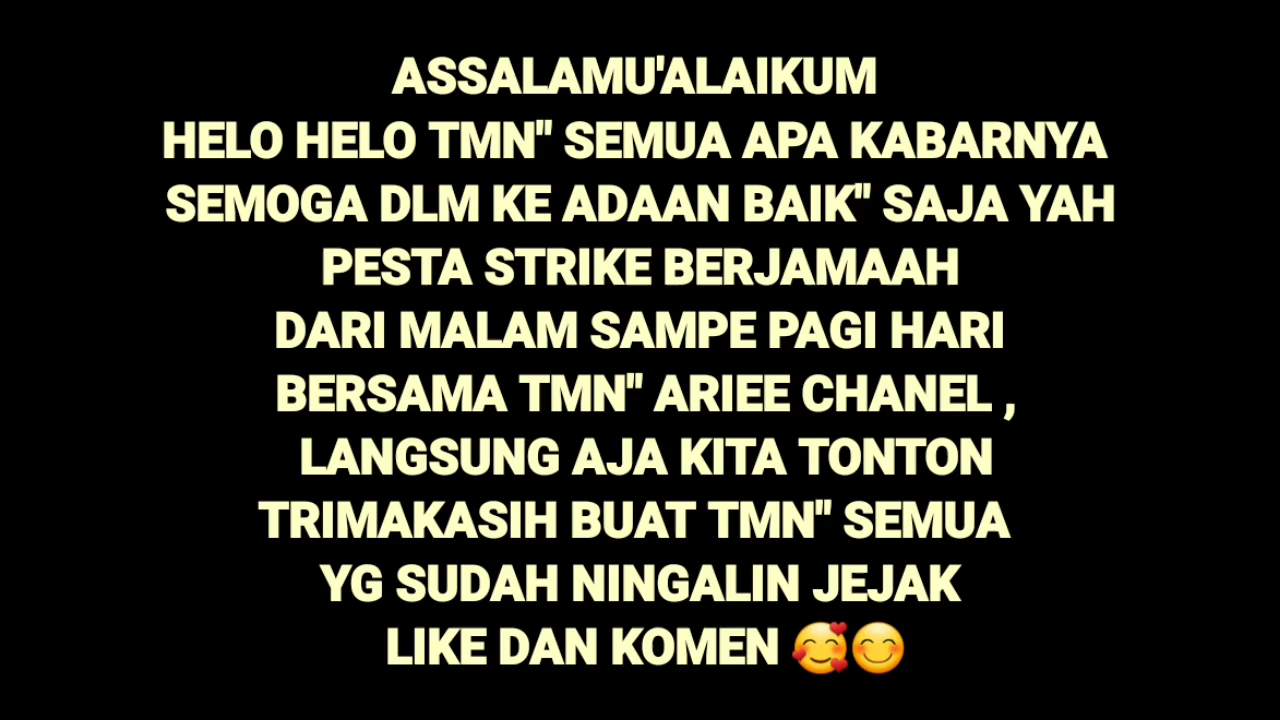 ASSALAMU'ALAIKUM
HELO HELO TMN" SEMUA APA KABARNYA
SEMOGA DLM KE ADAAN BAIK" SAJA YAH
PESTA STRIKE BERJAMAAH
DARI MALAM SAMPE PAGI HARI
BERSAMA TMN" ARIEE CHANEL ,
LANGSUNG AJA KITA TONTON
TRIMAKASIH BUAT TMN" SEMUA
YG SUDAH NINGALIN JEJAK
LIKE DAN KOMEN 🥰😊